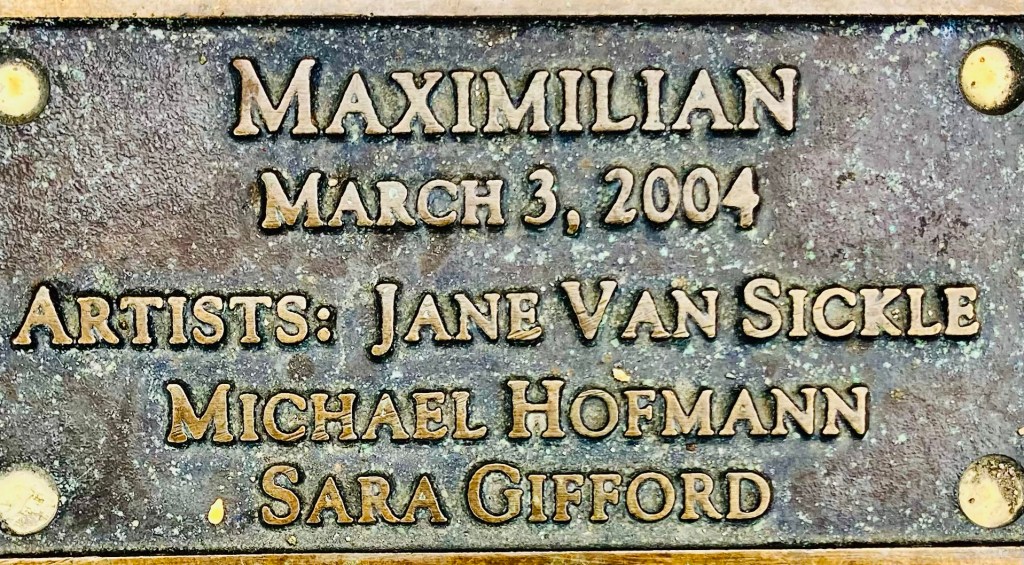 MAXIMILIAN
MARCH 3, 2004
ARTISTS: JANE VAN SICKLE
MICHAEL HOFMANN
SARA GIFFORD